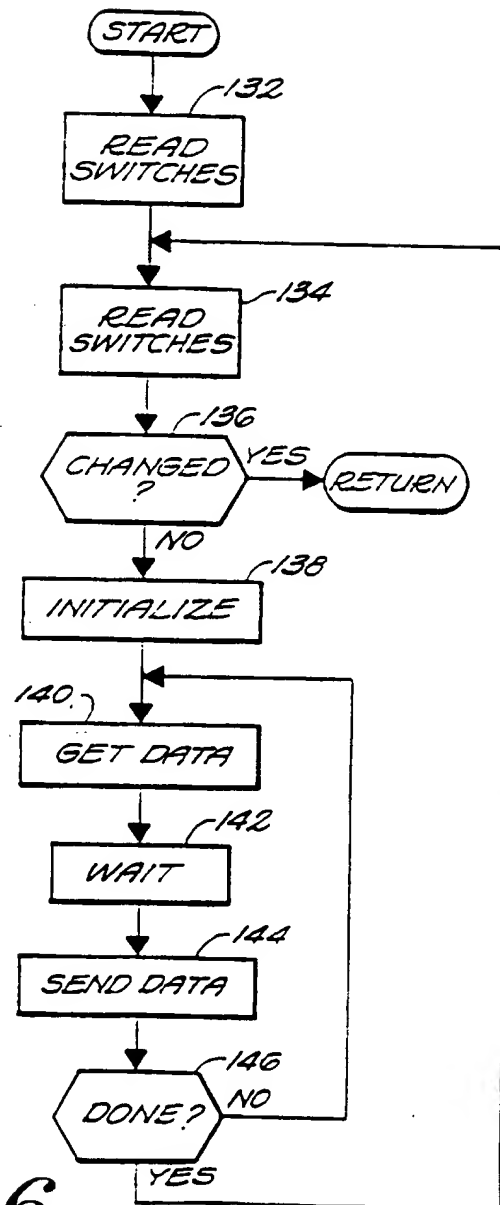 START
132
READ
SWITCHES
134
READ
SWITCHES
136
CHANGED
?
YES
RETURN
NO
138
INITIALIZE
140.
GET DATA
142
WAIT
144
SEND DATA
146
DONE?
NO
YES
6